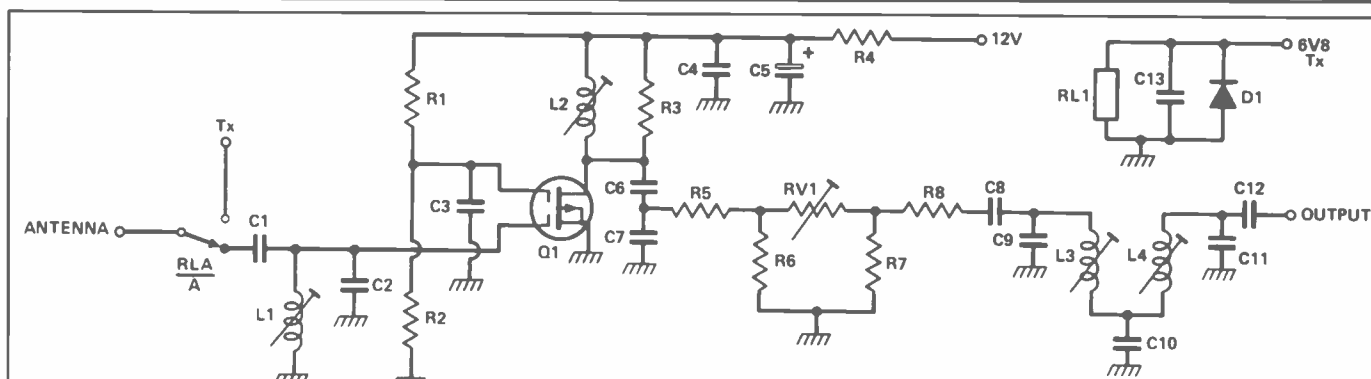 12V
6V8
Tx
+
R4
C4
C5
C13
RL1
D1
L2
R3
R1
Tx
C6
C3
R5
RV1
R8
C8
C12
OUTPUT
ANTENNA
C1
Q1
C7
C9
L3
L4
C11
RLA
A
R6
R7
C2
L1
R2
C10